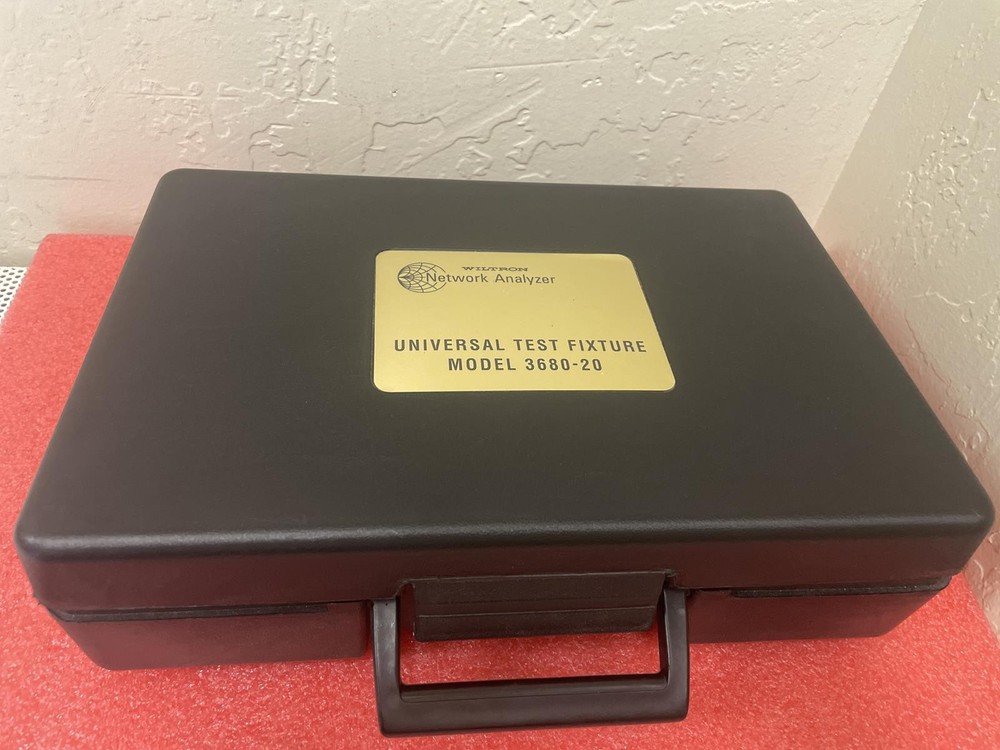 WILTRON
Network Analyzer
UNIVERSAL TEST FIXTURE
MODEL 3680-20